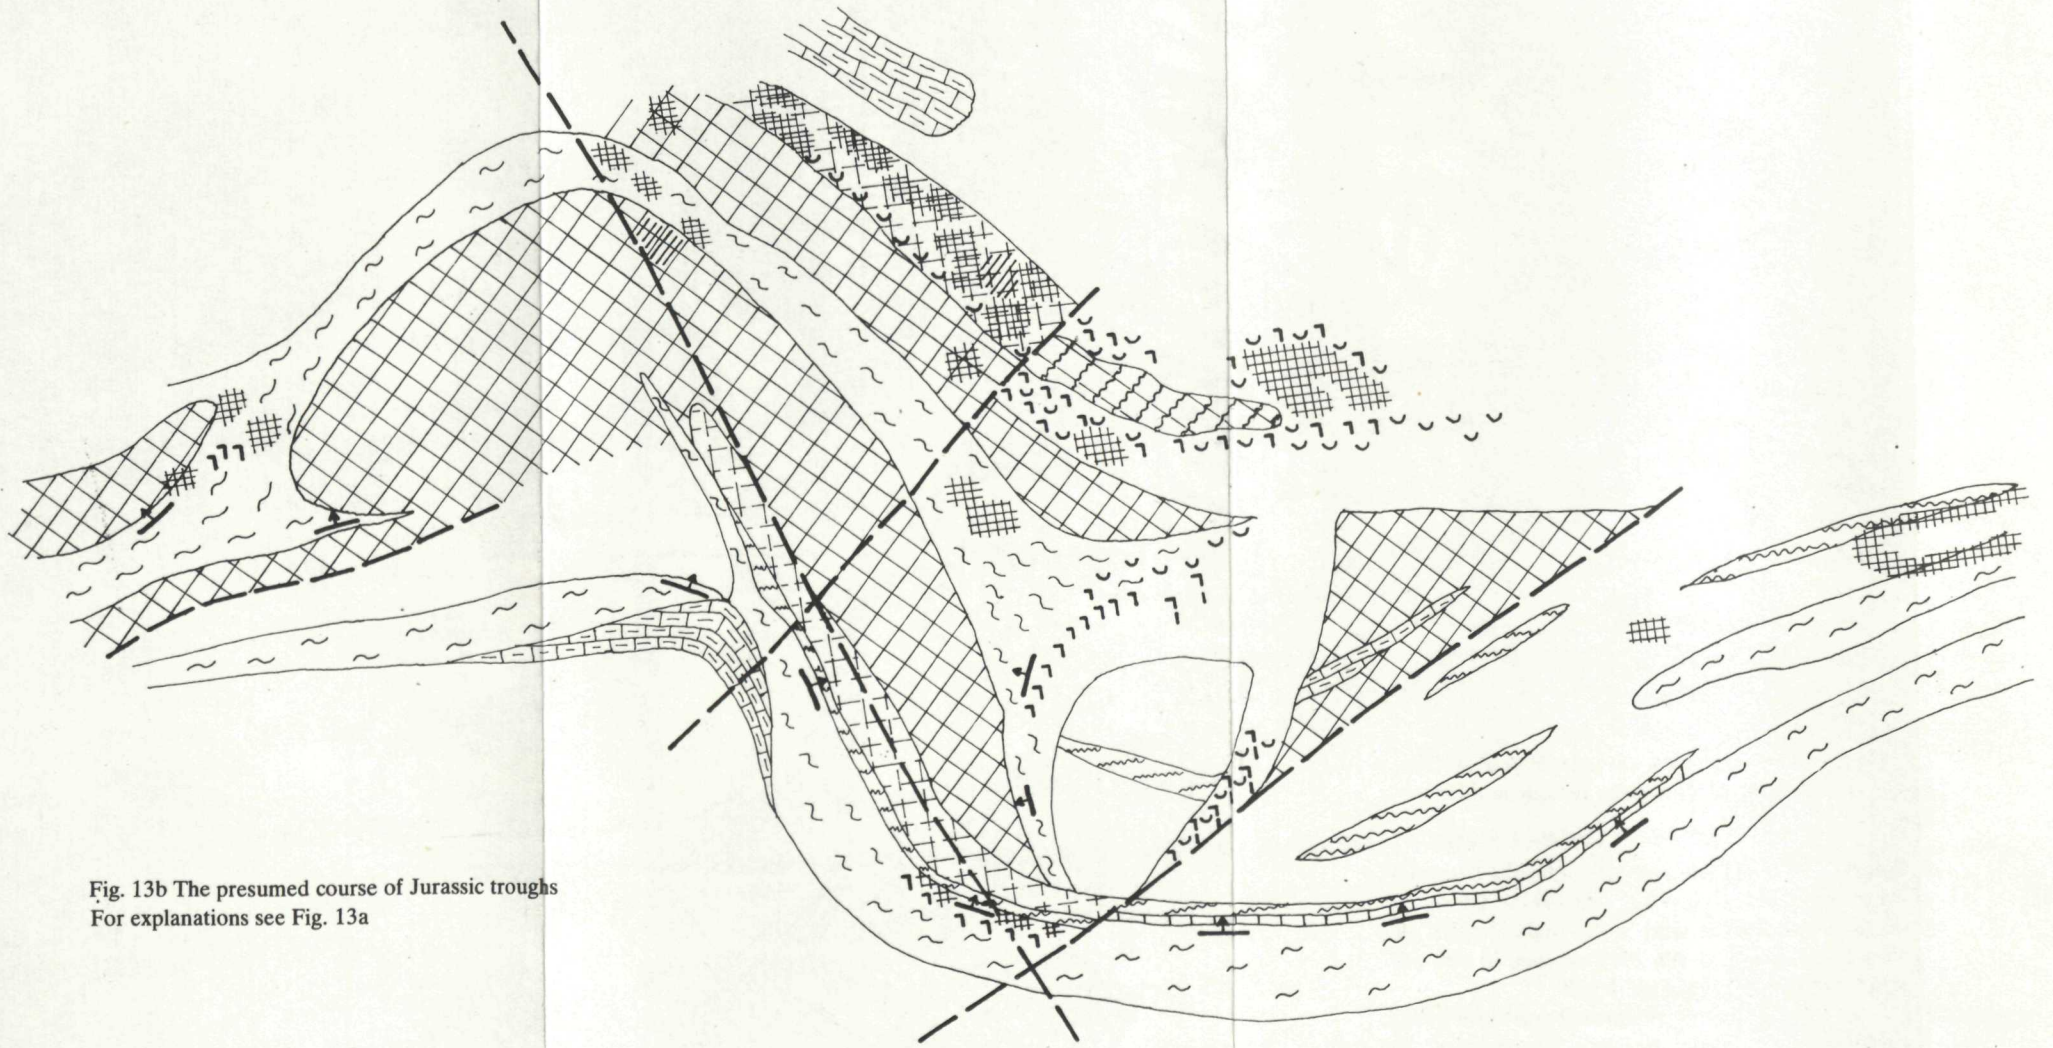 Fig. 13b The presumed course of Jurassic troughs
For explanations see Fig. 13a